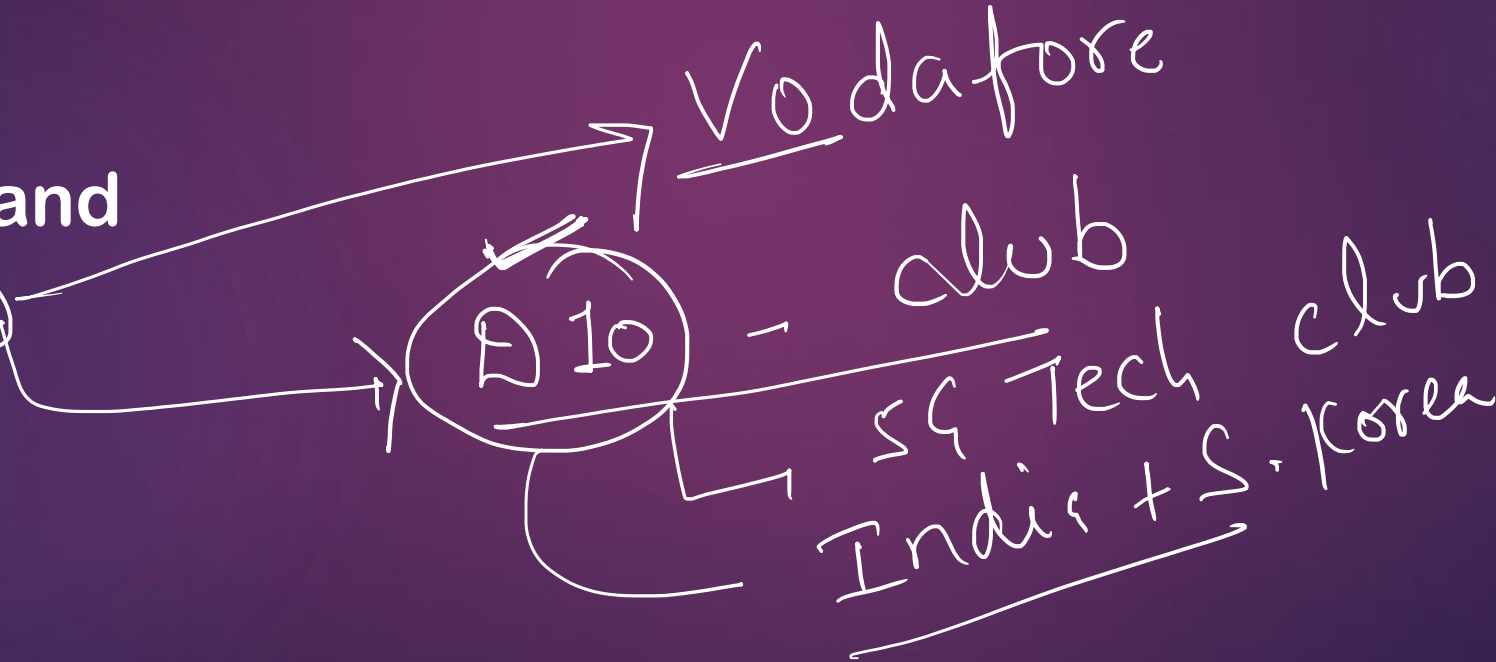 Vodafore
and
D10 - club
5G Tech club
India + S. Korea